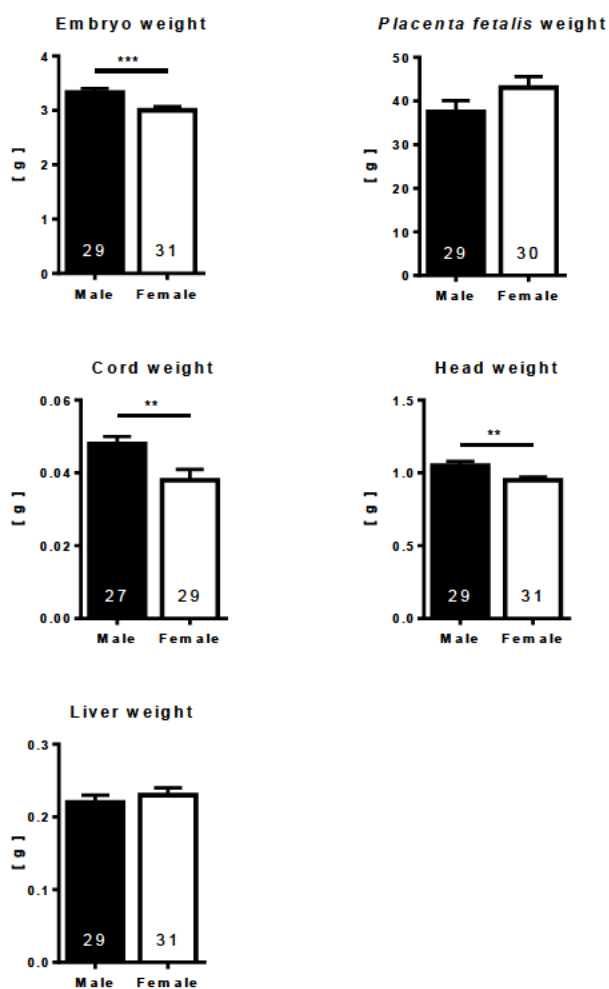 Embryo weight
4
3
2
1
0
[g]
***
29
31
Male Female
Placenta fetalis weight
50
40
30
20
10
0
[g]
29
30
Male Female
Cord weight
0.06
0.04
0.02
0.00
[g]
**
27
29
Male Female
Head weight
1.5
1.0
0.5
0.0
[g]
**
29
31
Male Female
Liver weight
0.3
0.2
0.1
0.0
[g]
29
31
Male Female